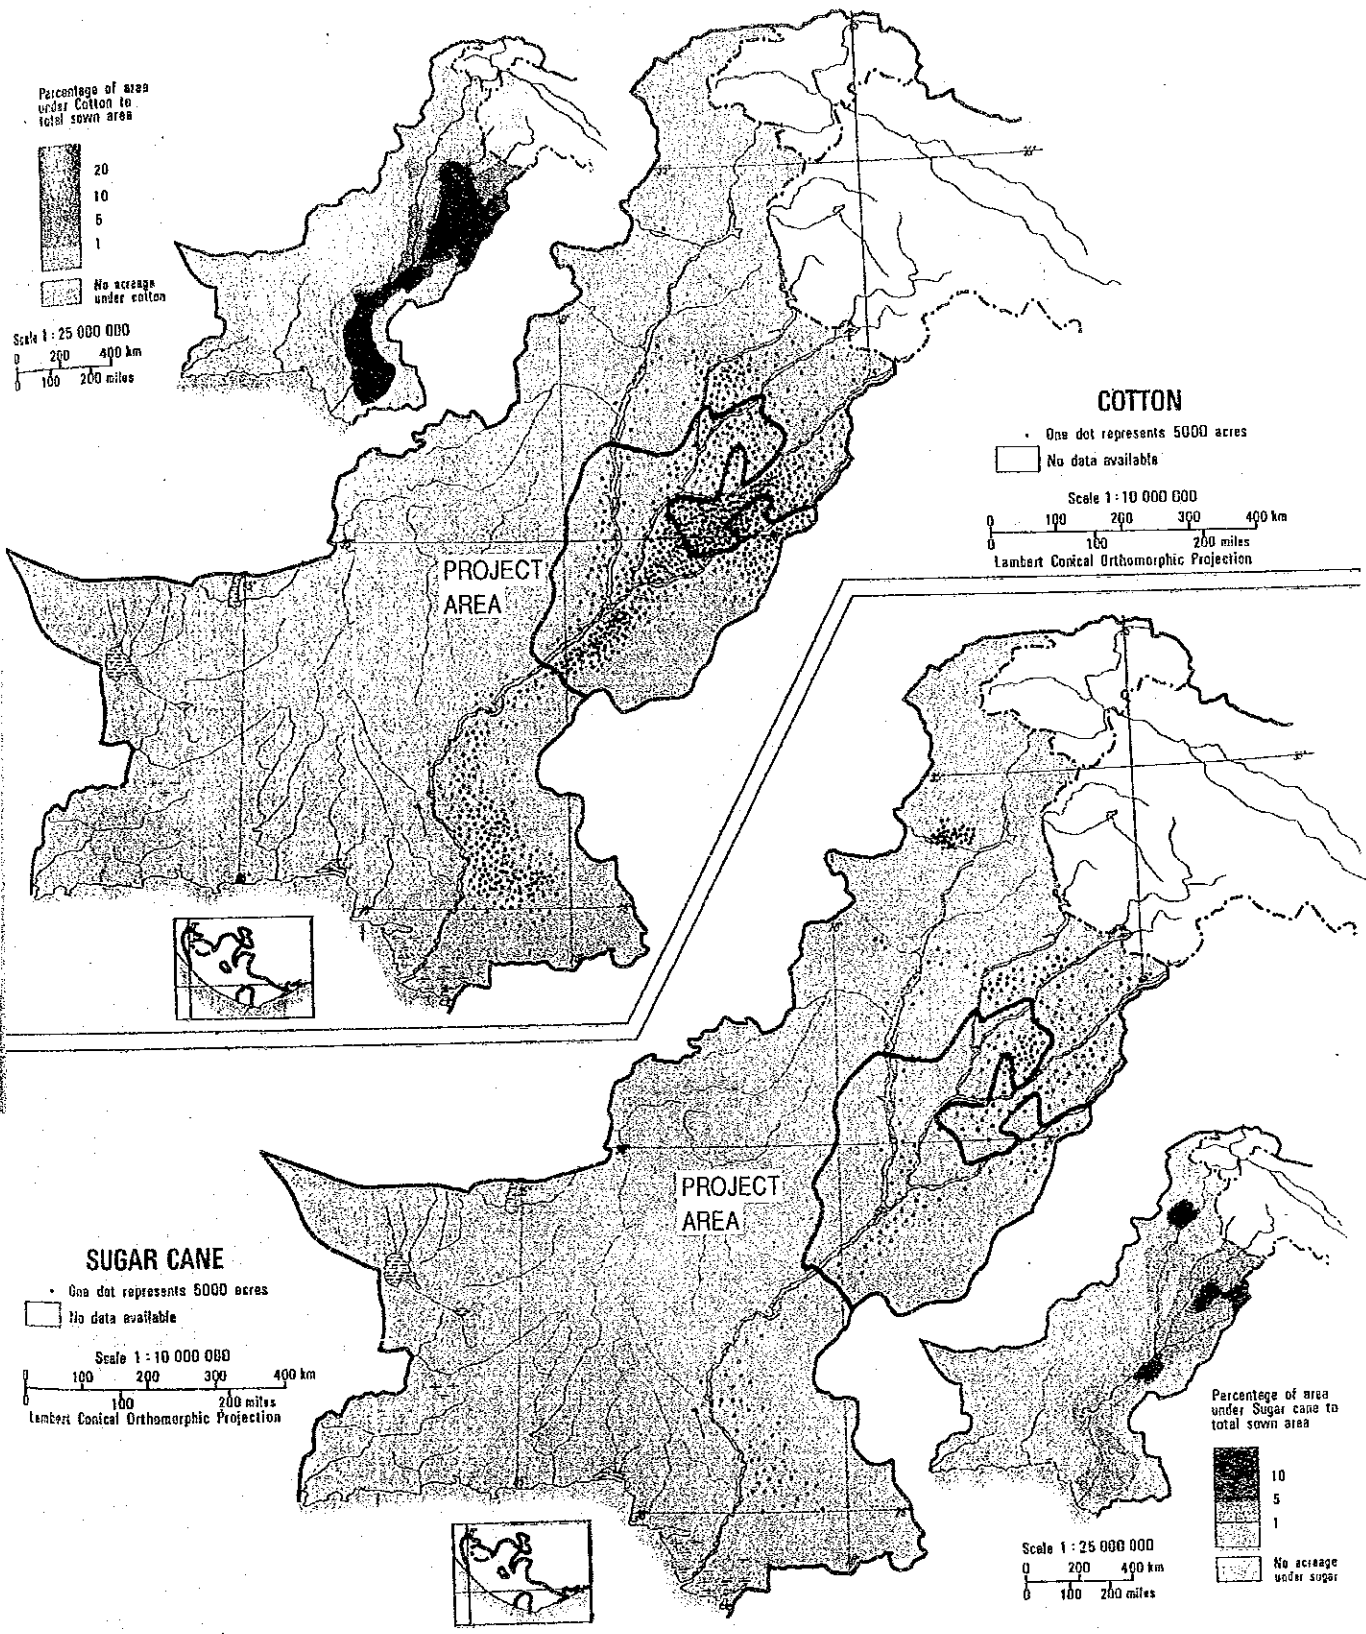 Percentage of area
under Cotton to
total sown area
20
10
5
1
No acreage
under cotton
Scale 1 : 25 000 000
0 200 400 km
0 100 200 miles
COTTON
One dot represents 5000 acres
No data available
Scale 1 : 10 000 000
0 100 200 300 400 km
0 100 200 miles
Lambert Conical Orthomorphic Projection
PROJECT
AREA
PROJECT
AREA
SUGAR CANE
One dot represents 5000 acres
No data available
Scale 1 : 10 000 000
0 100 200 300 400 km
0 100 200 miles
Lambert Conical Orthomorphic Projection
Percentage of area
under Sugar cane to
total sown area
10
5
1
No acreage
under sugar
Scale 1 : 25 000 000
0 200 400 km
0 100 200 miles